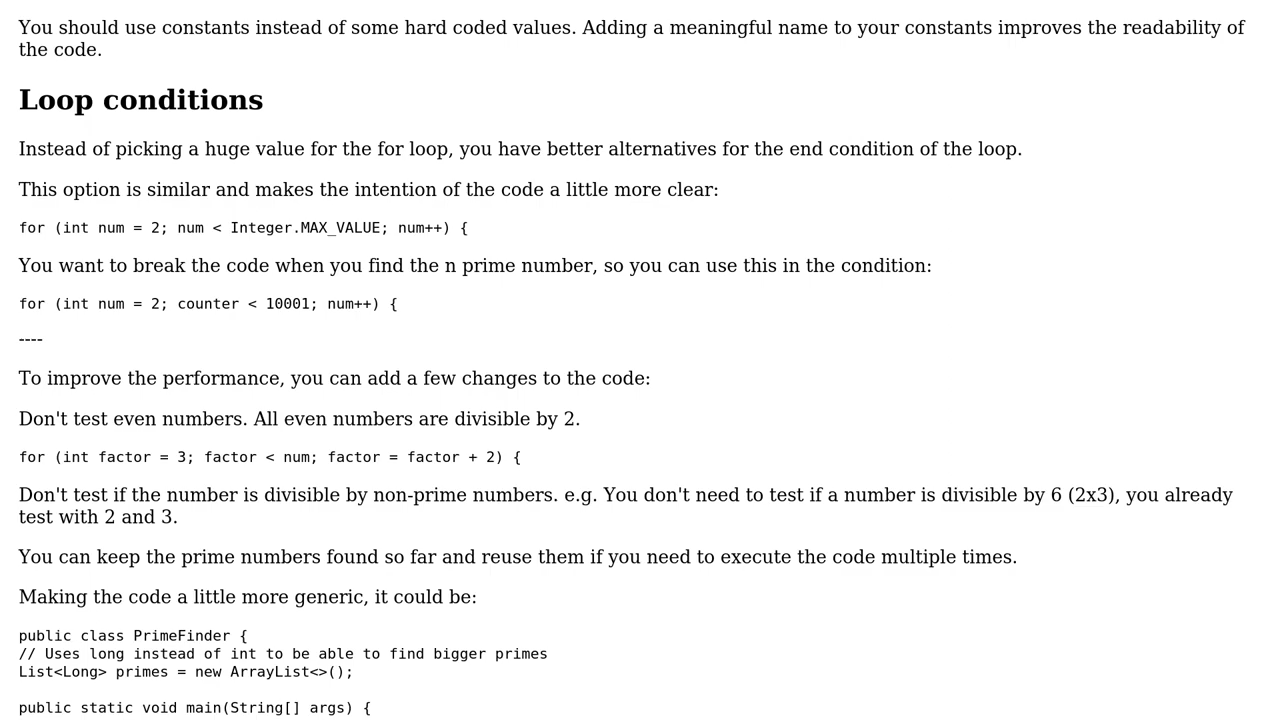 You should use constants instead of some hard coded values. Adding a meaningful name to your constants improves the readability of
the code.
Loop conditions
Instead of picking a huge value for the for loop, you have better alternatives for the end condition of the loop.
This option is similar and makes the intention of the code a little more clear:
for (int num = 2; num < Integer.MAX_VALUE; num++) {
You want to break the code when you find the n prime number, so you can use this in the condition:
for (int num = 2; counter < 10001; num++) {
----
To improve the performance, you can add a few changes to the code:
Don't test even numbers. All even numbers are divisible by 2.
for (int factor = 3; factor < num; factor = factor + 2) {
Don't test if the number is divisible by non-prime numbers. e.g. You don't need to test if a number is divisible by 6 (2x3), you already
test with 2 and 3.
You can keep the prime numbers found so far and reuse them if you need to execute the code multiple times.
Making the code a little more generic, it could be:
public class PrimeFinder {
// Uses long instead of int to be able to find bigger primes
List<Long> primes = new ArrayList<>();
public static void main(String[] args) {